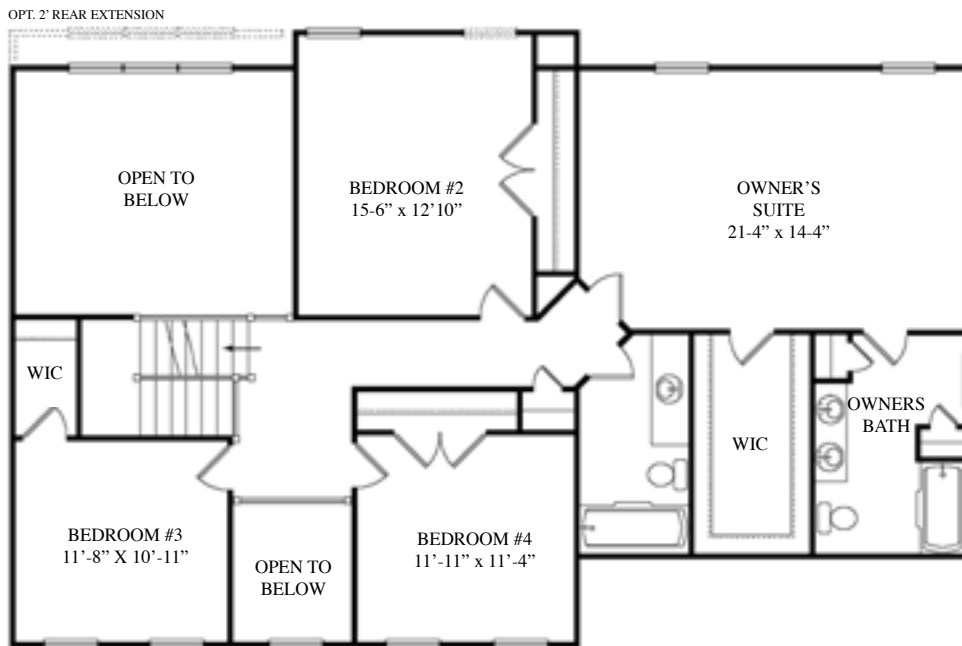 OPT. 2’ REAR EXTENSION
OPEN TO
BELOW
BEDROOM #2
15-6” x 12’10”
OWNER’S
SUITE
21-4” x 14-4”
WIC
OWNERS
BATH
WIC
BEDROOM #3
11’-8” X 10’-11”
OPEN TO
BELOW
BEDROOM #4
11’-11” x 11’-4”